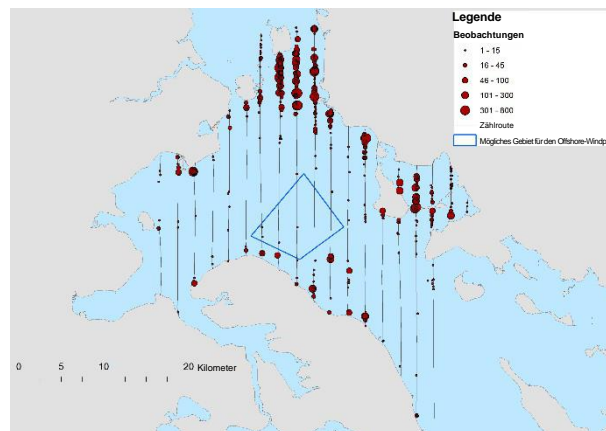 Legende
Beobachtungen
1 - 15
16 - 45
46 - 100
101 - 300
301 - 800
Zählroute
Mögliches Gebiet für den Offshore-Windp
0 5 10 20 Kilometer